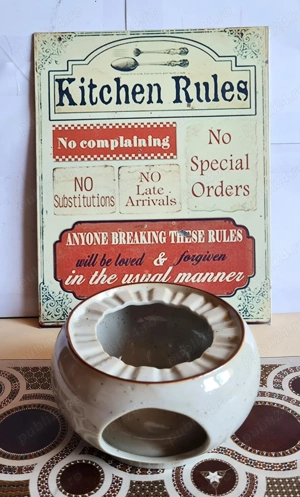 Kitchen Rules
No complaining
No
Special
Orders
NO
Substitutions
NO
Late
Arrivals
ANYONE BREAKING THESE RULES
will be loved & forgiven
in the usual manner